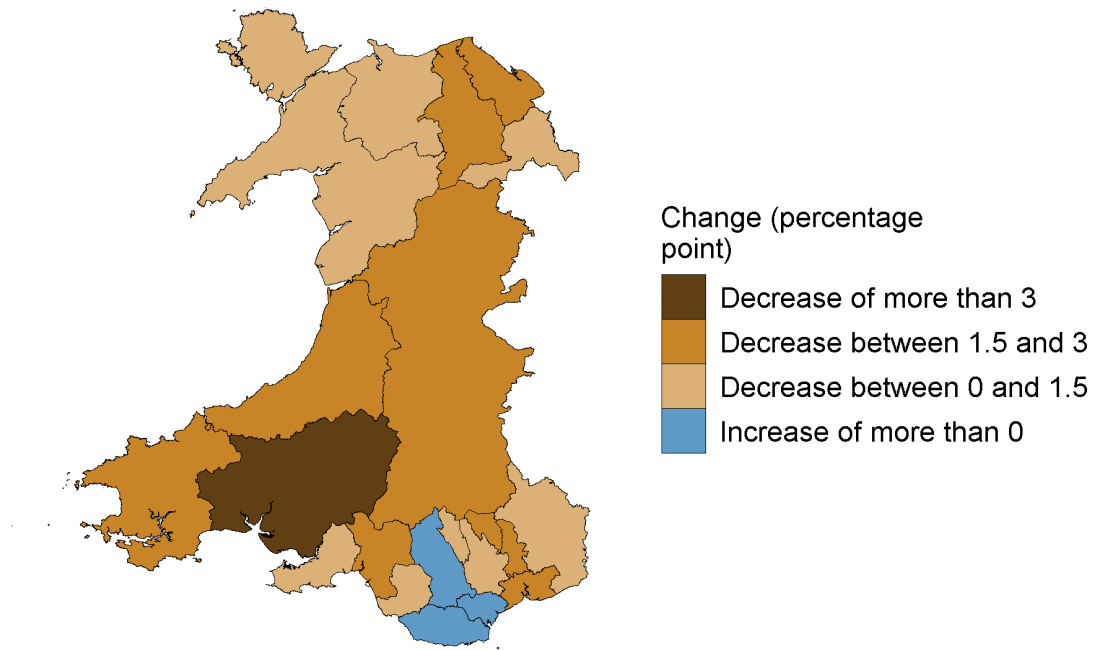 Change (percentage
point)
Decrease of more than 3
Decrease between 1.5 and 3
Decrease between 0 and 1.5
Increase of more than 0